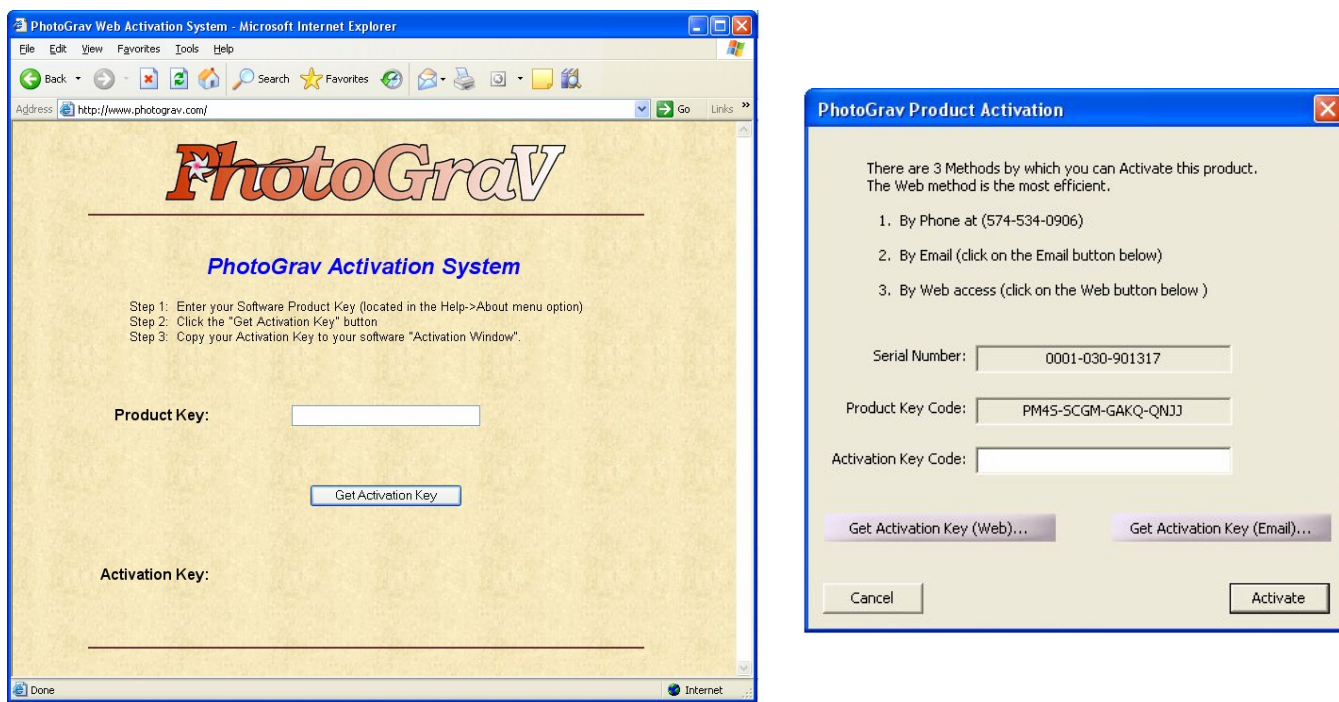 PhotoGrav Web Activation System - Microsoft Internet Explorer
File Edit View Favorites Tools Help
Back Search Favorites
Address http://www.photograv.com/ Go Links »
PhotoGraV
PhotoGrav Activation System
Step 1: Enter your Software Product Key (located in the Help->About menu option)
Step 2: Click the "Get Activation Key" button
Step 3: Copy your Activation Key to your software "Activation Window".
Product Key:
Get Activation Key
Activation Key:
Done Internet
PhotoGrav Product Activation
There are 3 Methods by which you can Activate this product.
The Web method is the most efficient.
1. By Phone at (574-534-0906)
2. By Email (click on the Email button below)
3. By Web access (click on the Web button below )
Serial Number: 0001-030-901317
Product Key Code: PM4S-SCGM-GAKQ-QNJJ
Activation Key Code:
Get Activation Key (Web)... Get Activation Key (Email)...
Cancel Activate